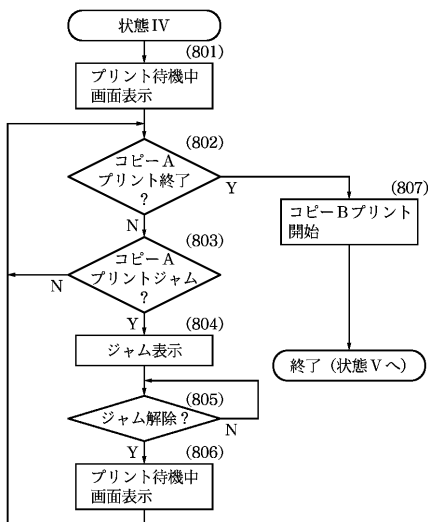 状態IV
(801)
プリント待機中
画面表示
(802)
コピーA
プリント終了
?
Y
N
(807)
コピーBプリント
開始
(803)
コピーA
プリントジャム
?
N
Y
(804)
ジャム表示
終了(状態Vへ)
(805)
ジャム解除?
N
Y
(806)
プリント待機中
画面表示